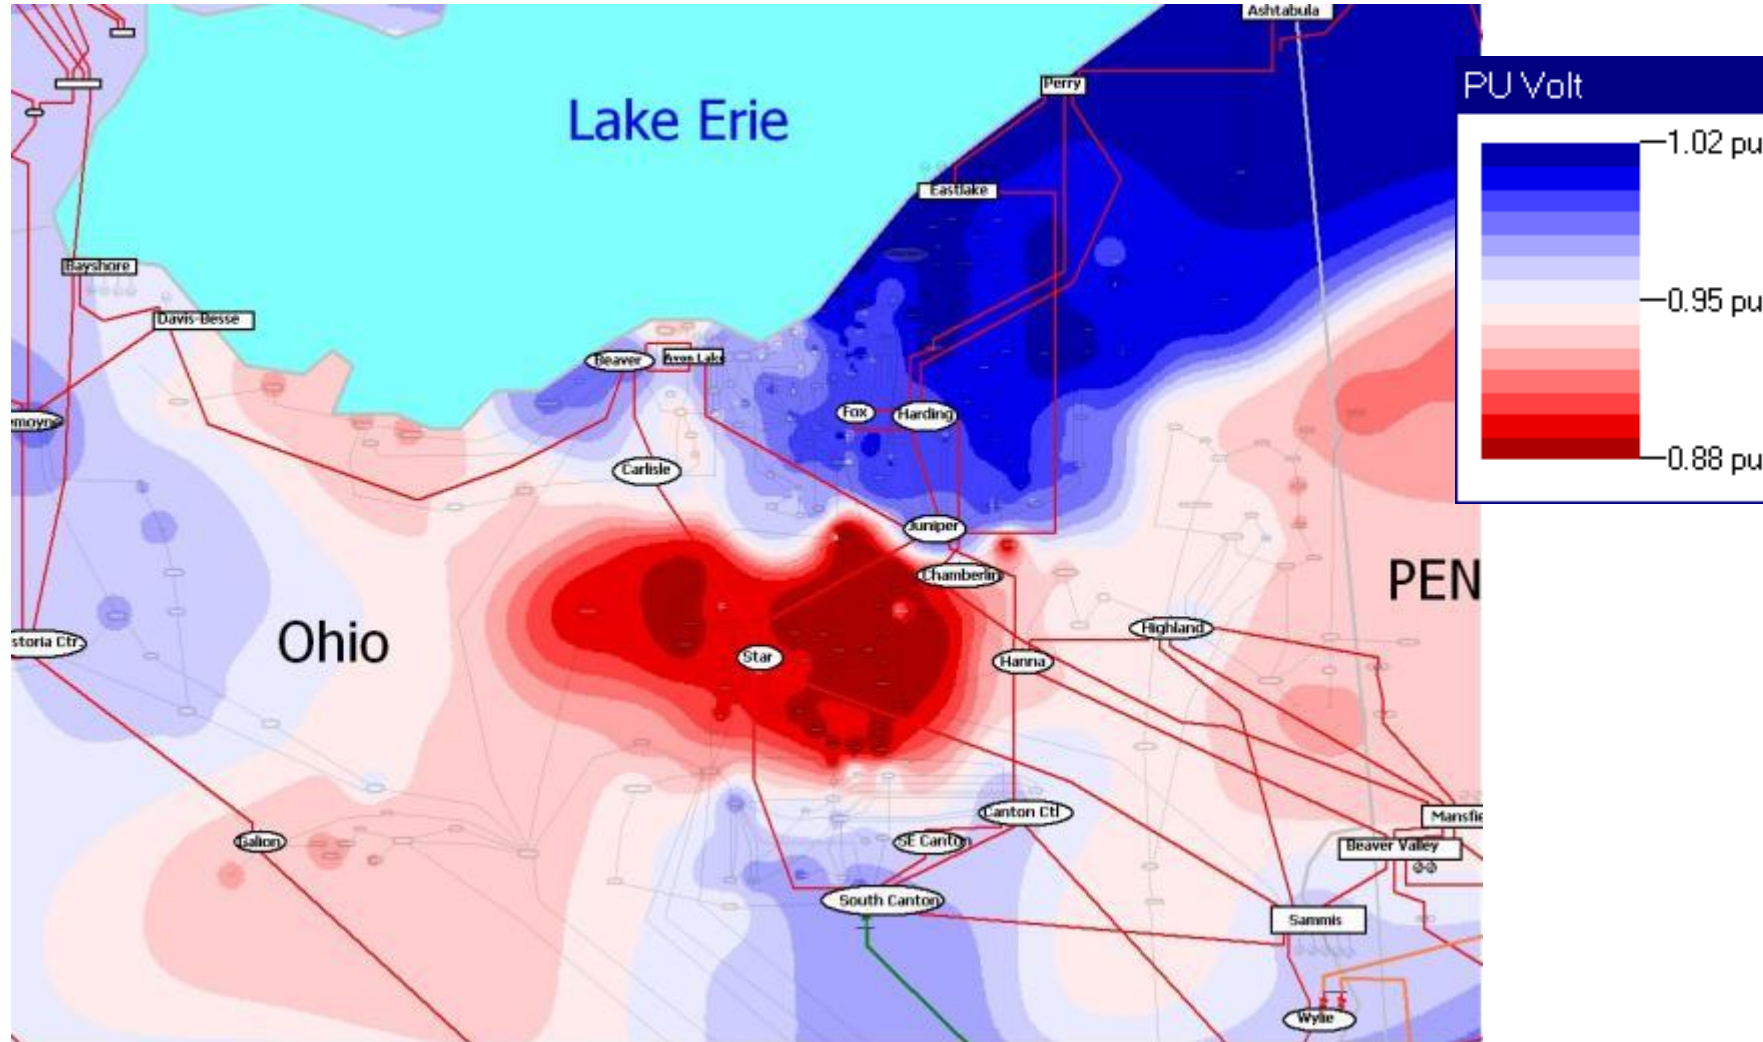 Ashtabula
Perry
PU Volt
Lake Erie
1.02 pu
Eastlake
Bayshore
0.95 pu
Davis-Besse
Beaver
Avon Lake
Fox
Harding
emoyne
Carlisle
0.88 pu
Juniper
Chamberlin
PEN
Highland
Ohio
storia Ctr.
Star
Hanna
Canton Ctl
Mansfie
Galion
SE Canton
Beaver Valley
South Canton
Sammis
Wylie